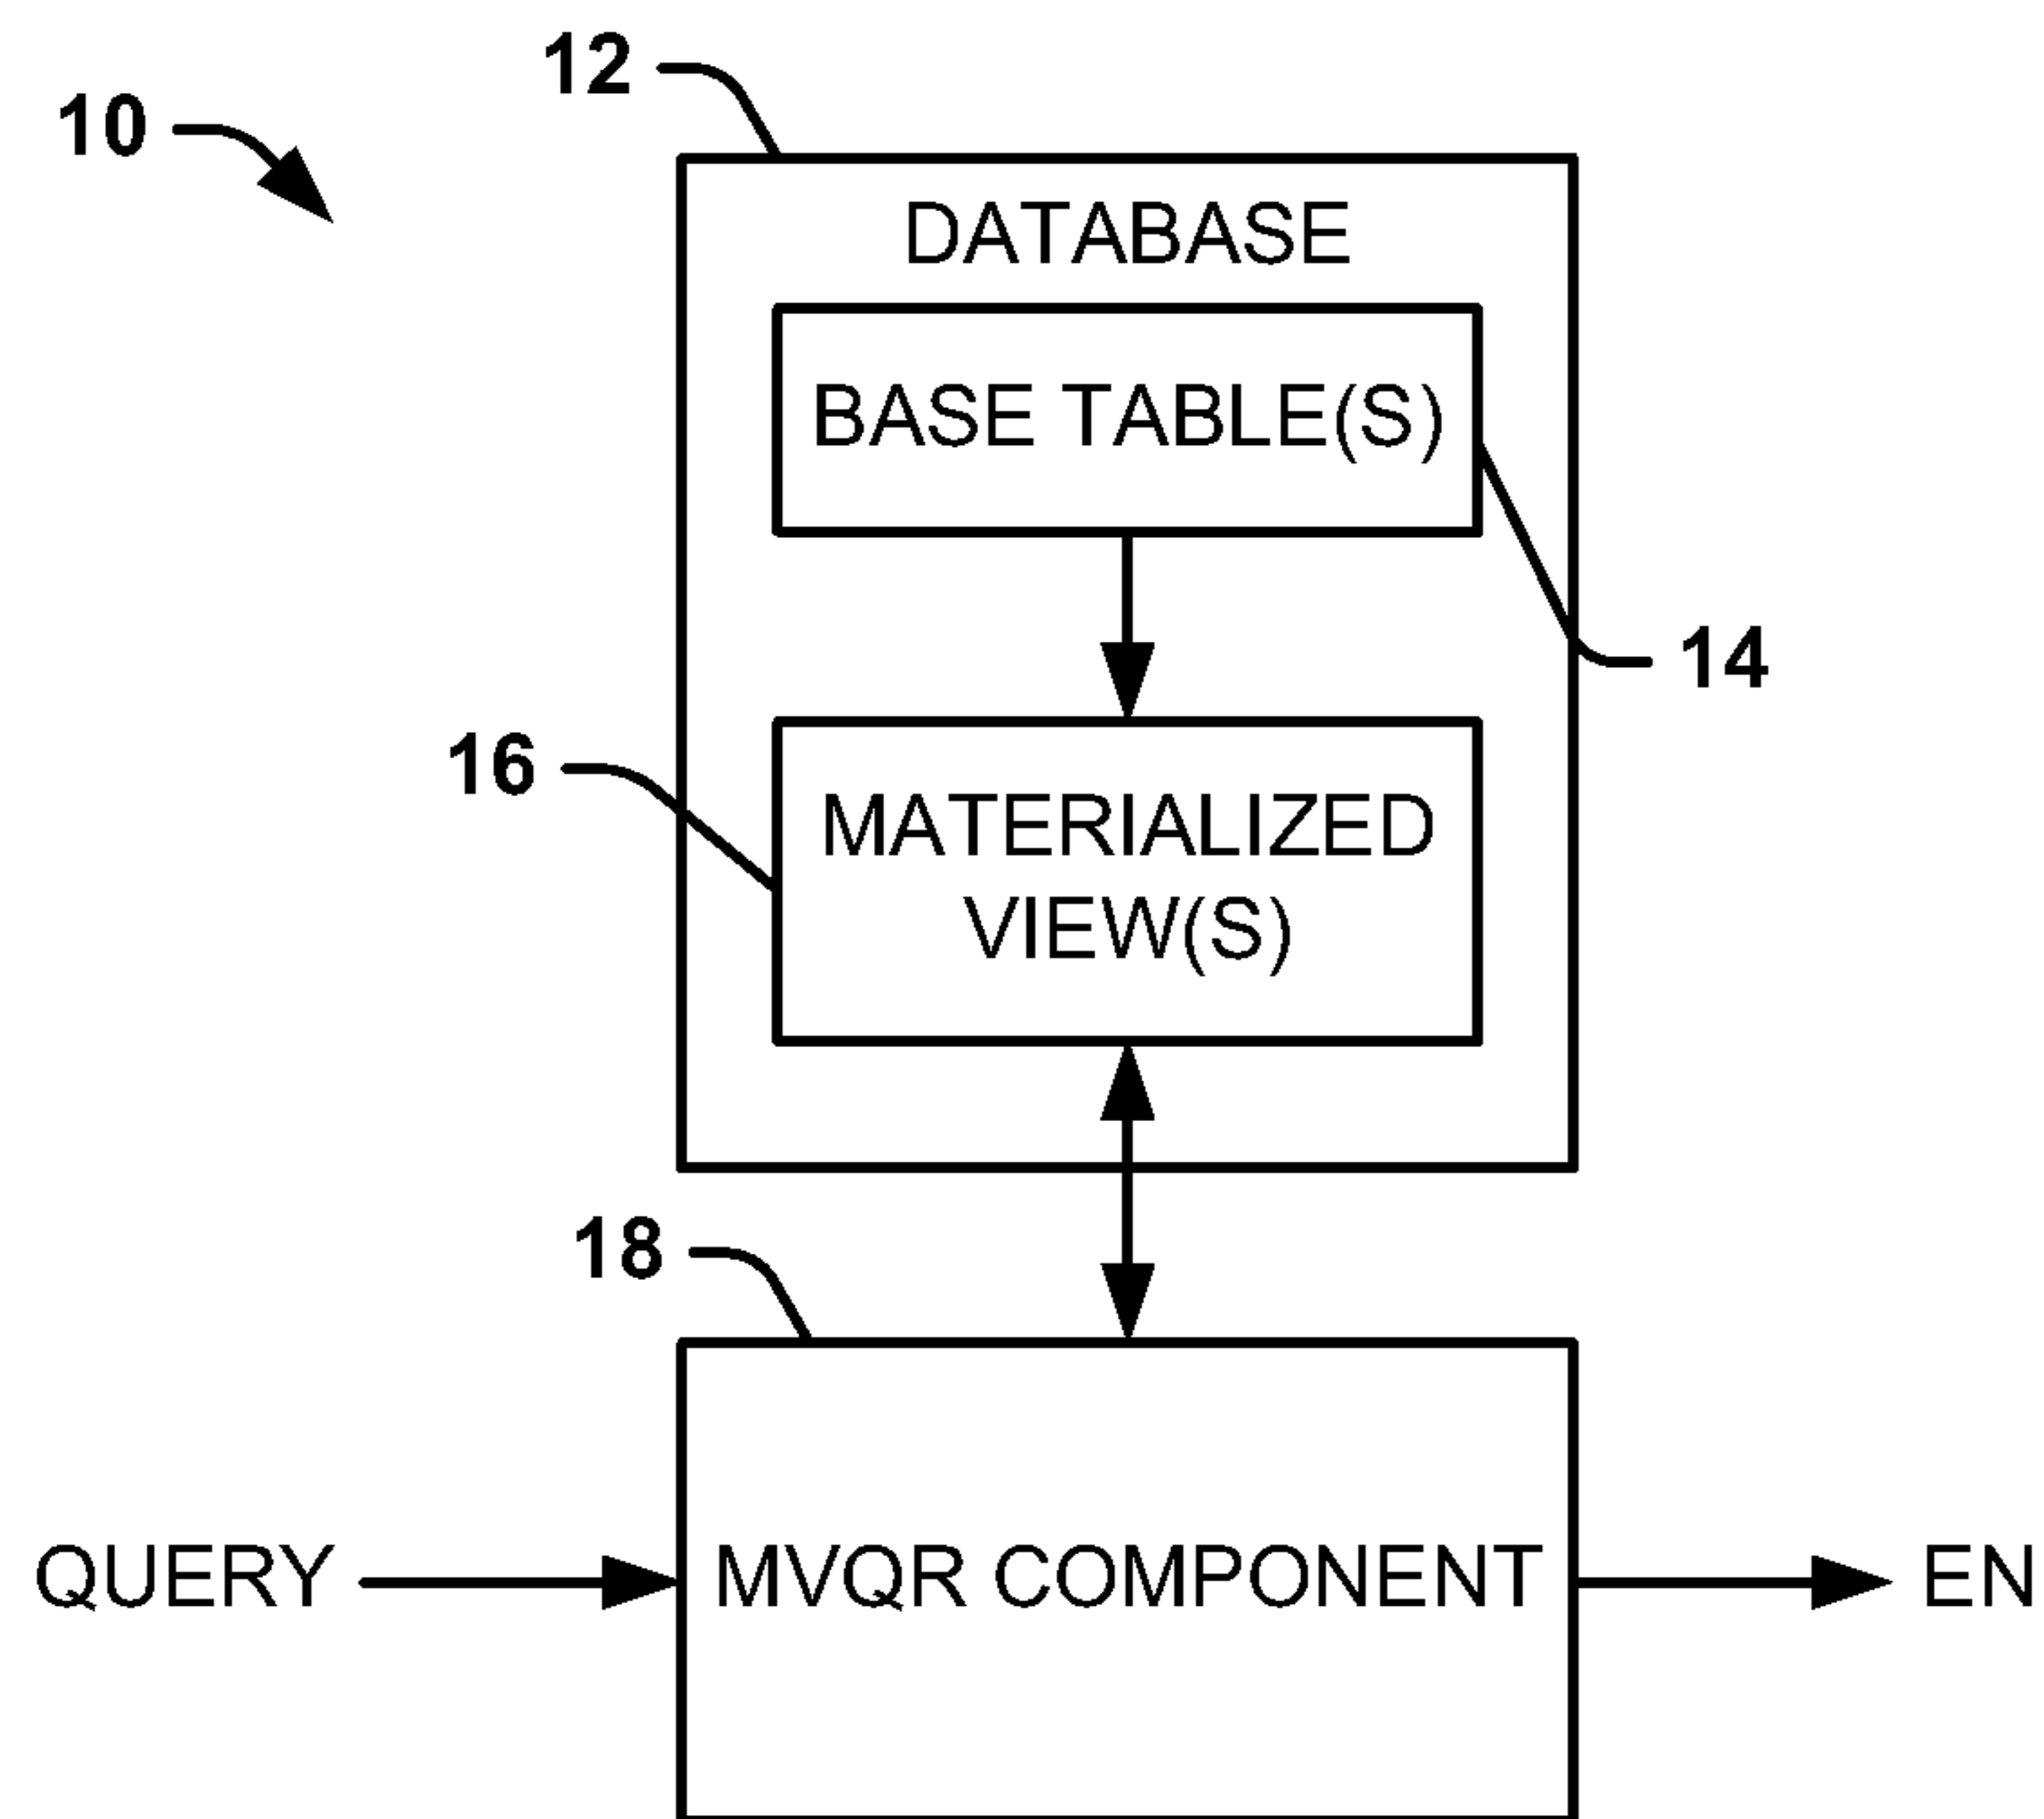 12
10
DATABASE
BASE TABLE(S)
14
16
MATERIALIZED
VIEW(S)
18
QUERY
MVQR COMPONENT
EN